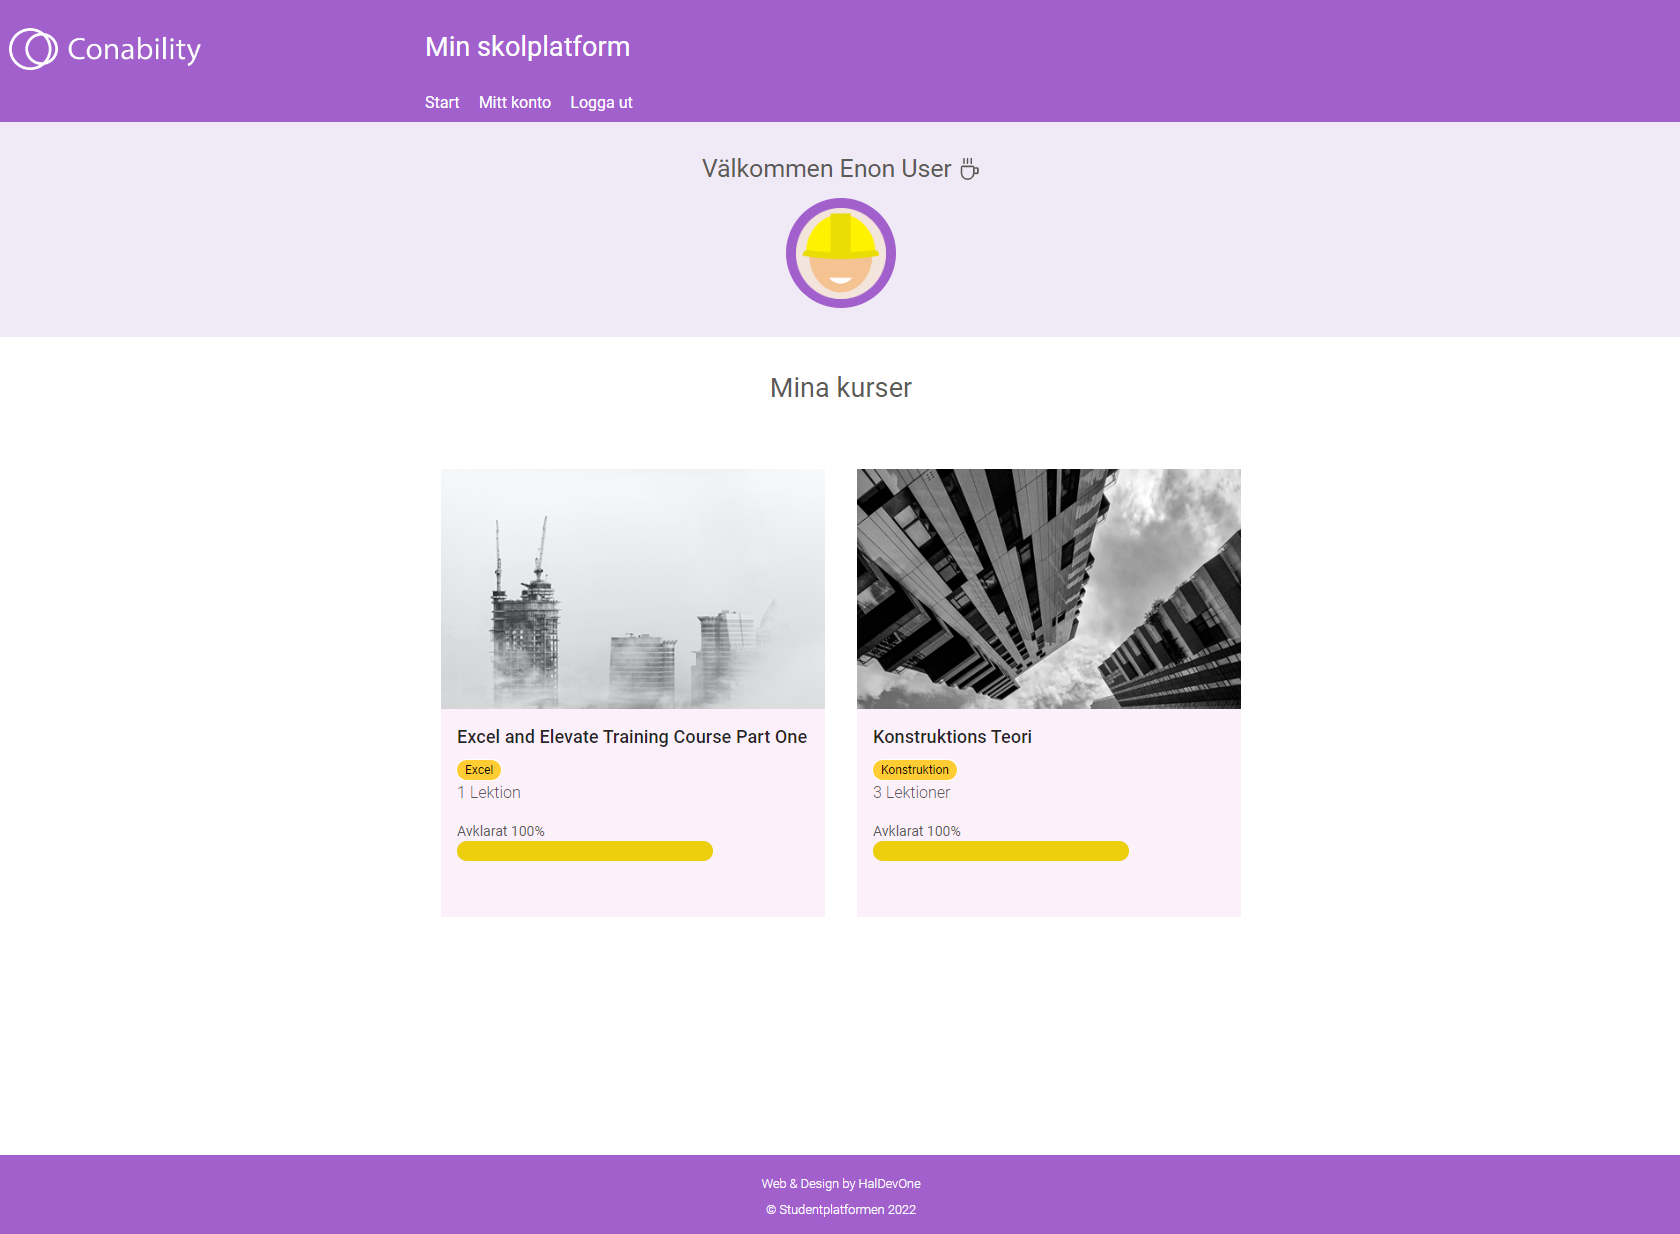 Conability
Min skolplatform
Start Mitt konto Logga ut
Välkommen Enon User
Mina kurser
Excel and Elevate Training Course Part One
Excel
1 Lektion
Avklarat 100%
Konstruktions Teori
Konstruktion
3 Lektioner
Avklarat 100%
Web & Design by HalDevOne
© Studentplatformen 2022